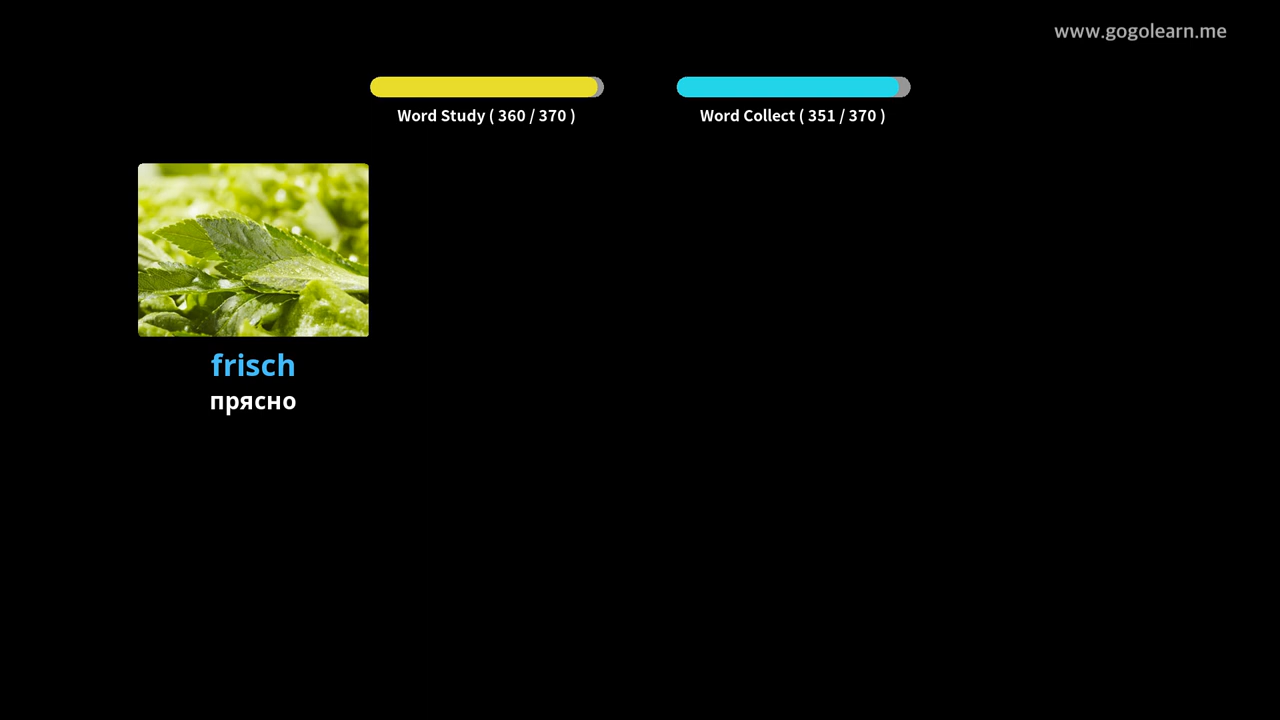 www.gogolearn.me
Word Study ( 360 / 370 )
Word Collect ( 351 / 370 )
frisch
прясно